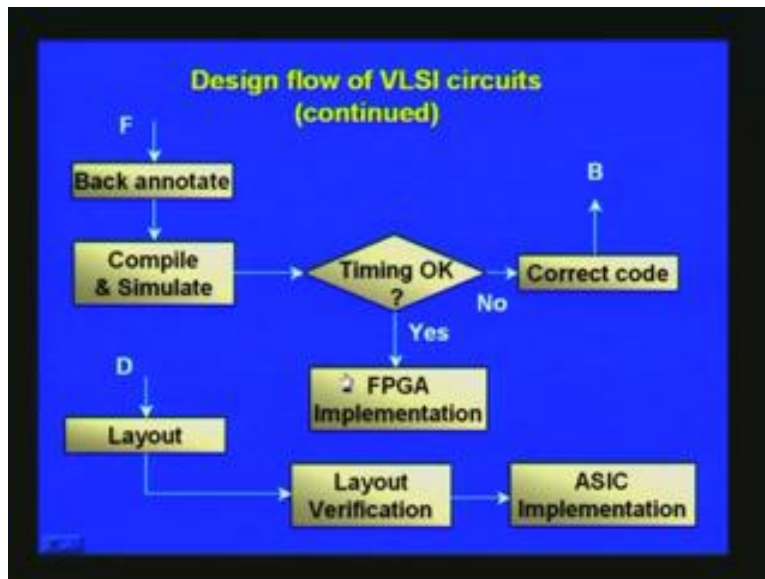 Design flow of VLSI circuits
(continued)
F
Back annotate
B
Compile
& Simulate
Timing OK
?
Correct code
No
Yes
D
FPGA
Implementation
Layout
Layout
Verification
ASIC
Implementation